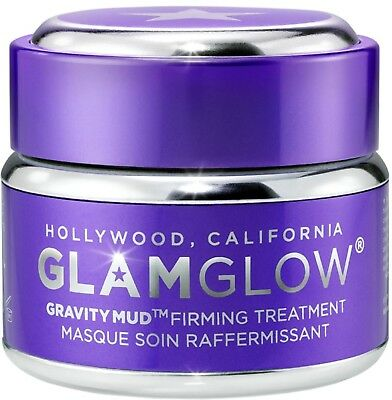 HOLLYWOOD, CALIFORNIA
GLAMGLOW®
GRAVITYMUD™ FIRMING TREATMENT
MASQUE SOIN RAFFERMISSANT